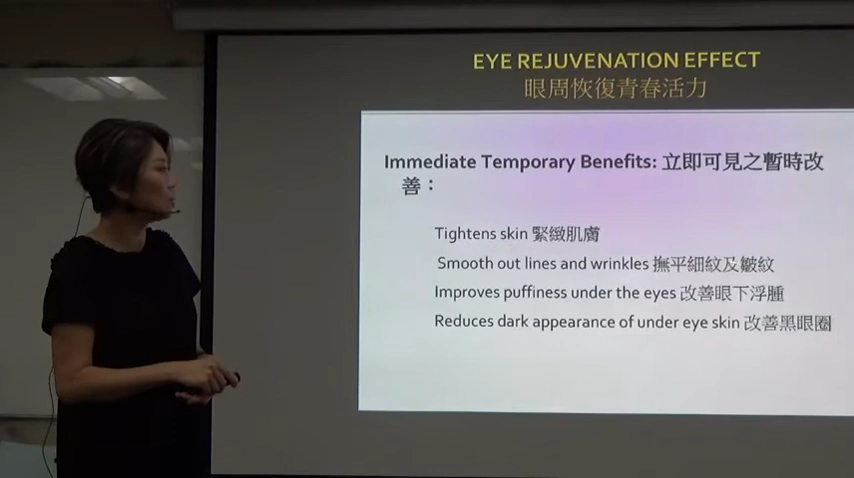 EYE REJUVENATION EFFECT
眼周恢復青春活力
Immediate Temporary Benefits: 立即可見之暫時改
善：
Tightens skin 緊緻肌膚
Smooth out lines and wrinkles 撫平細紋及皺紋
Improves puffiness under the eyes 改善眼下浮腫
Reduces dark appearance of under eye skin 改善黑眼圈